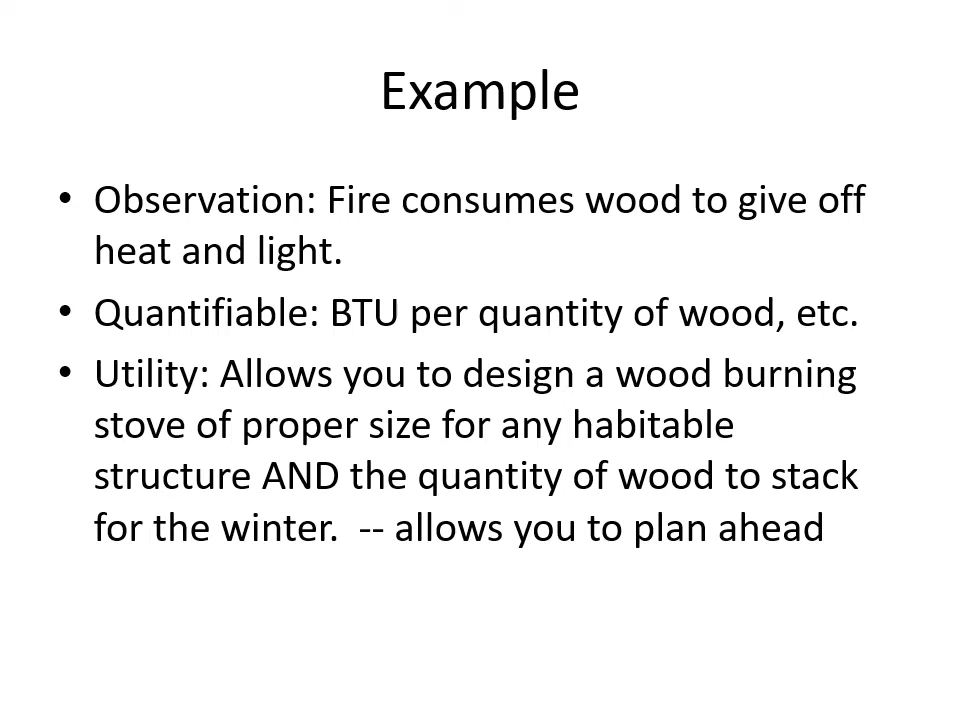 Example
• Observation: Fire consumes wood to give off
heat and light.
• Quantifiable: BTU per quantity of wood, etc.
• Utility: Allows you to design a wood burning
stove of proper size for any habitable
structure AND the quantity of wood to stack
for the winter.  -- allows you to plan ahead